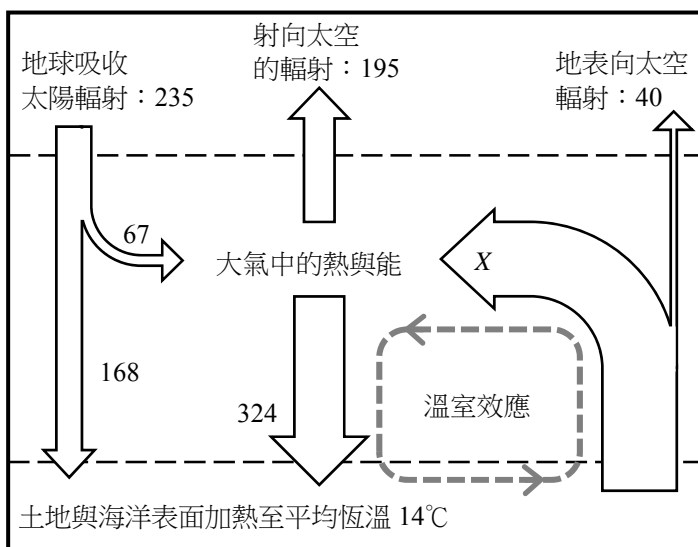 地球吸收
太陽輻射：235
射向太空
的輻射：195
地表向太空
輻射：40
67
大氣中的熱與能
X
168
324
溫室效應
土地與海洋表面加熱至平均恆溫 14℃